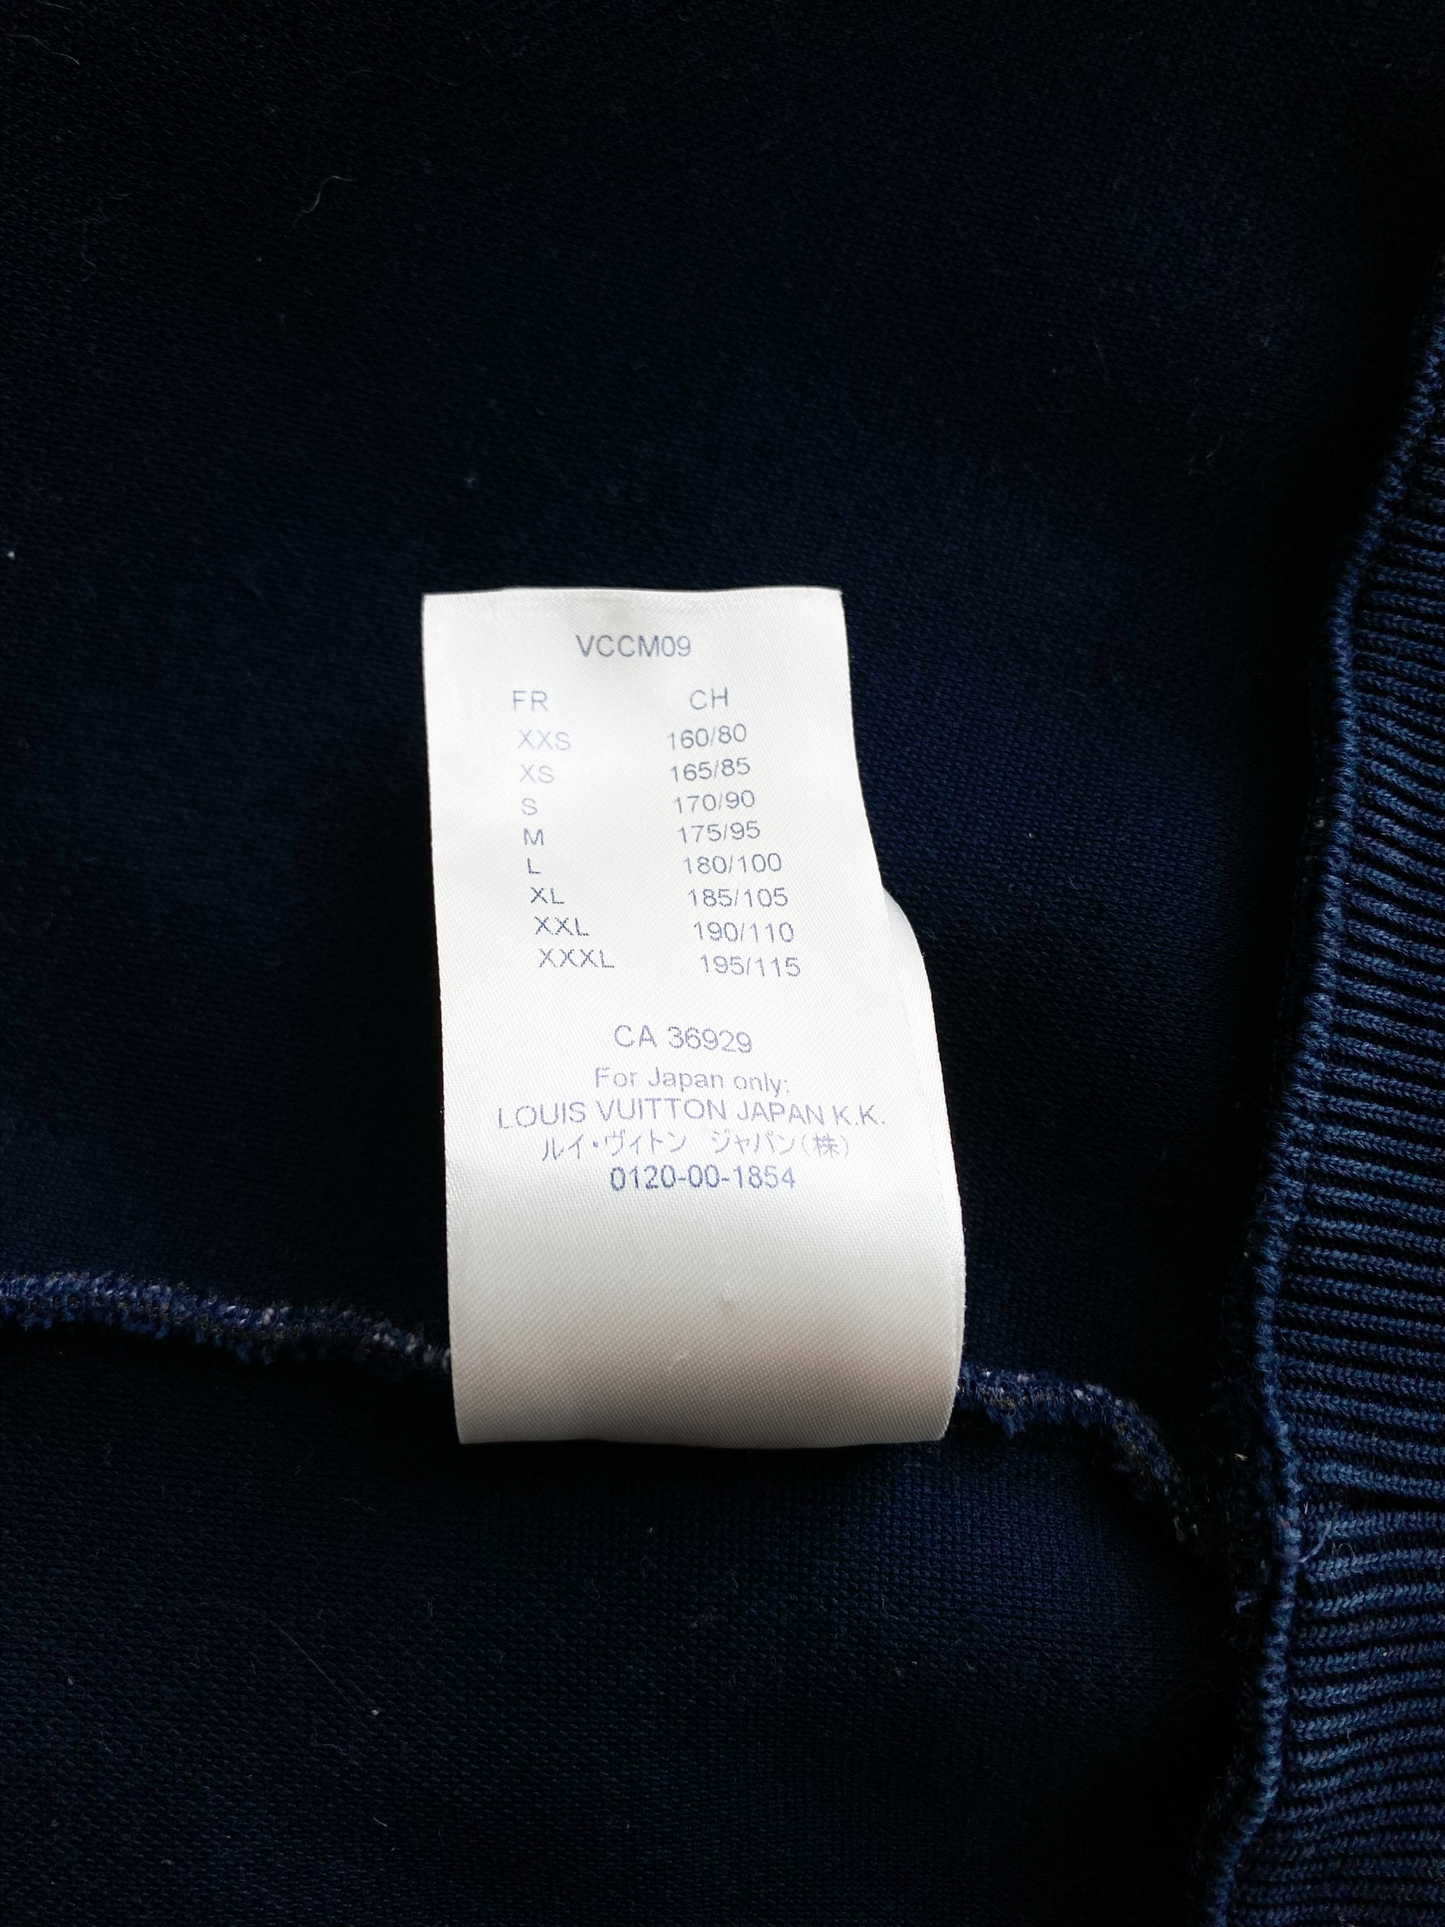 VCCM09
FR CH
XXS 160/80
XS 165/85
S 170/90
M 175/95
L 180/100
XL 185/105
XXL 190/110
XXXL 195/115
CA 36929
For Japan only:
LOUIS VUITTON JAPAN K.K.
ルイ・ヴィトン ジャパン(株)
0120-00-1854